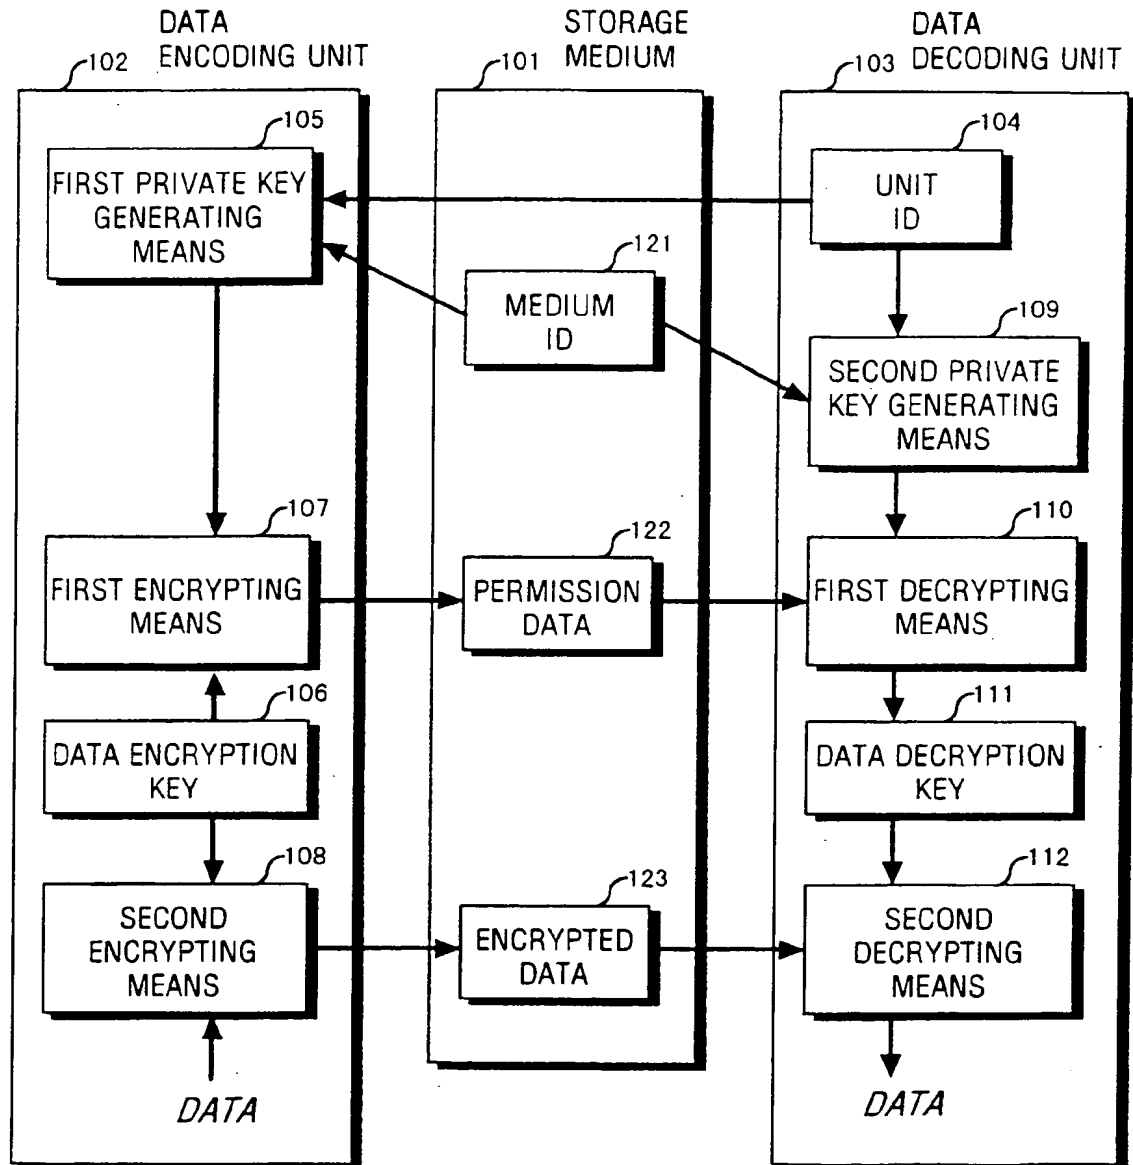 DATA
ENCODING UNIT
102
STORAGE
MEDIUM
101
DATA
DECODING UNIT
103
105
FIRST PRIVATE KEY
GENERATING
MEANS
104
UNIT
ID
121
MEDIUM
ID
109
SECOND PRIVATE
KEY GENERATING
MEANS
107
FIRST ENCRYPTING
MEANS
122
PERMISSION
DATA
110
FIRST DECRYPTING
MEANS
106
DATA ENCRYPTION
KEY
111
DATA DECRYPTION
KEY
108
SECOND
ENCRYPTING
MEANS
123
ENCRYPTED
DATA
112
SECOND
DECRYPTING
MEANS
DATA
DATA